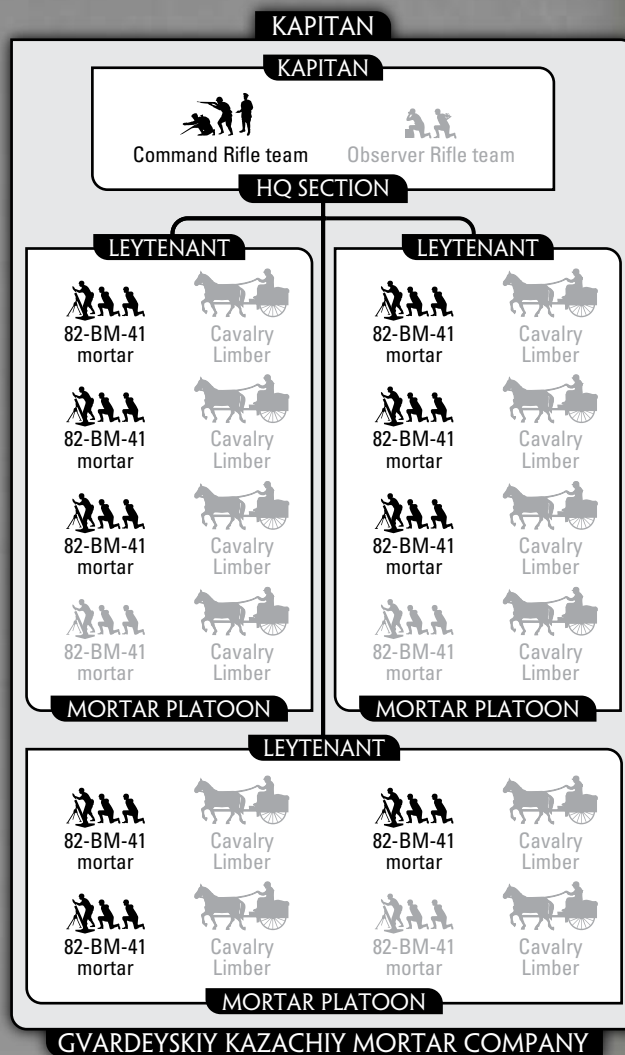 KAPITAN
KAPITAN
Command Rifle team Observer Rifle team
HQ SECTION
LEYTENANT LEYTENANT
82-BM-41 Cavalry 82-BM-41 Cavalry
mortar Limber mortar Limber
82-BM-41 Cavalry 82-BM-41 Cavalry
mortar Limber mortar Limber
82-BM-41 Cavalry 82-BM-41 Cavalry
mortar Limber mortar Limber
82-BM-41 Cavalry 82-BM-41 Cavalry
mortar Limber mortar Limber
MORTAR PLATOON MORTAR PLATOON
LEYTENANT
82-BM-41 Cavalry 82-BM-41 Cavalry
mortar Limber mortar Limber
82-BM-41 Cavalry 82-BM-41 Cavalry
mortar Limber mortar Limber
MORTAR PLATOON
GVARDEYSKIY KAZACHIY MORTAR COMPANY